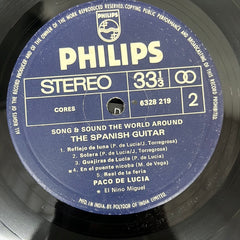 PHILIPS
STEREO 33 1/3
CORES 6328 219 2
SONG & SOUND THE WORLD AROUND
THE SPANISH GUITAR
1. Reflejo de luna (P. de Lucia/J. Torregrosa)
2. Solera (P. de Lucia/J. Torregrosa)
3. Guajiras de Lucia (P. de Lucia)
4. En el puente nicoba (M. de Vega)
5. Real de la feria
PACO DE LUCIA
El Nino Miguel
MD. IN INDIA BY POLYDOR OF INDIA LIMITED.